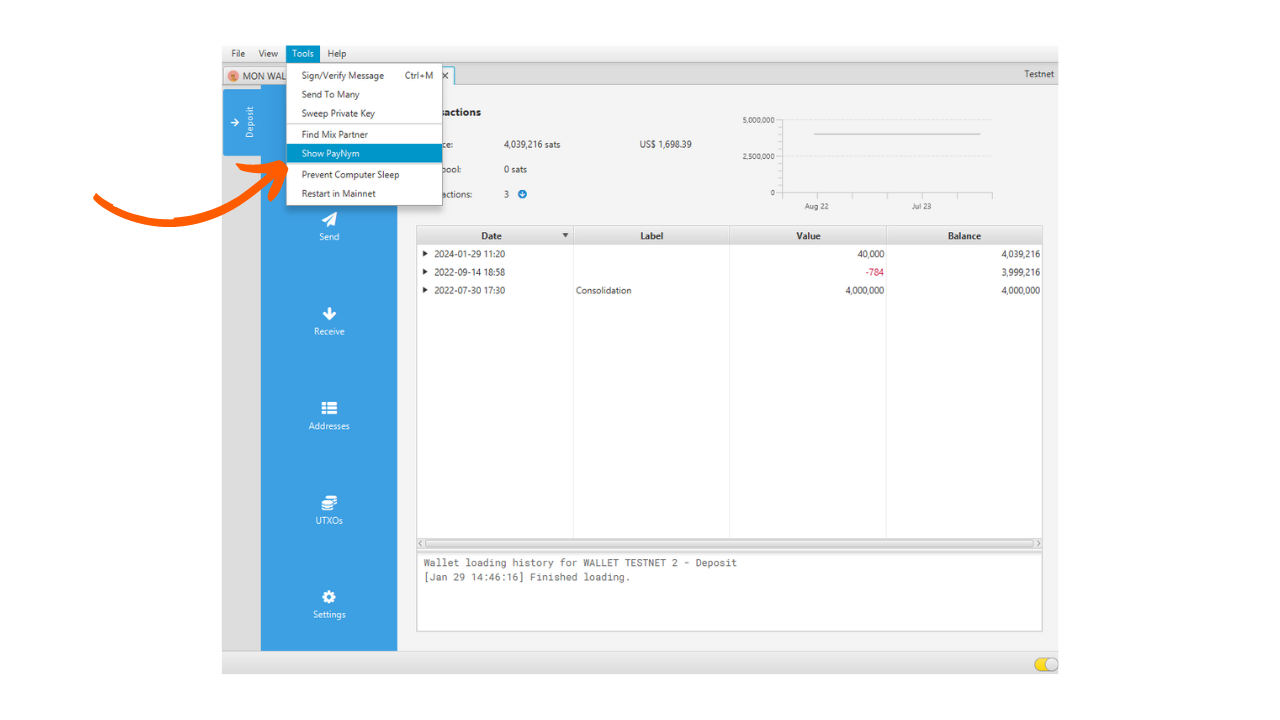 File View Tools Help
MON WAL
Testnet
Sign/Verify Message Ctrl+M
Send To Many
Sweep Private Key
Find Mix Partner
Show PayNym
Prevent Computer Sleep
Restart in Mainnet
Deposit
Send
Receive
Addresses
UTXOs
Settings
sactions
ce: 4,039,216 sats US$ 1,698.39
pool: 0 sats
actions: 3
5,000,000
2,500,000
0
Aug 22 Jul 23
Date Label Value Balance
2024-01-29 11:20 40,000 4,039,216
2022-09-14 18:58 -784 3,999,216
2022-07-30 17:30 Consolidation 4,000,000 4,000,000
Wallet loading history for WALLET TESTNET 2 - Deposit
[Jan 29 14:46:16] Finished loading.